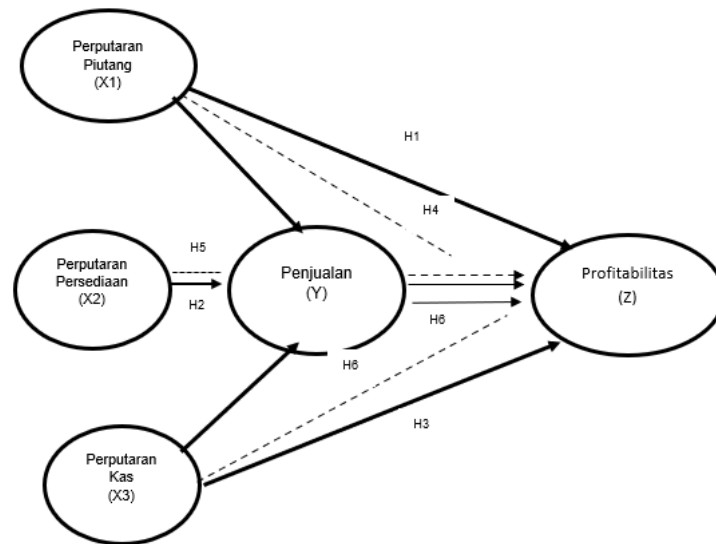 Perputaran
Piutang
(X1)
H1
H4
H5
Perputaran
Persediaan
(X2)
H2
Penjualan
(Y)
H6
Profitabilitas
(Z)
H6
H3
Perputaran
Kas
(X3)